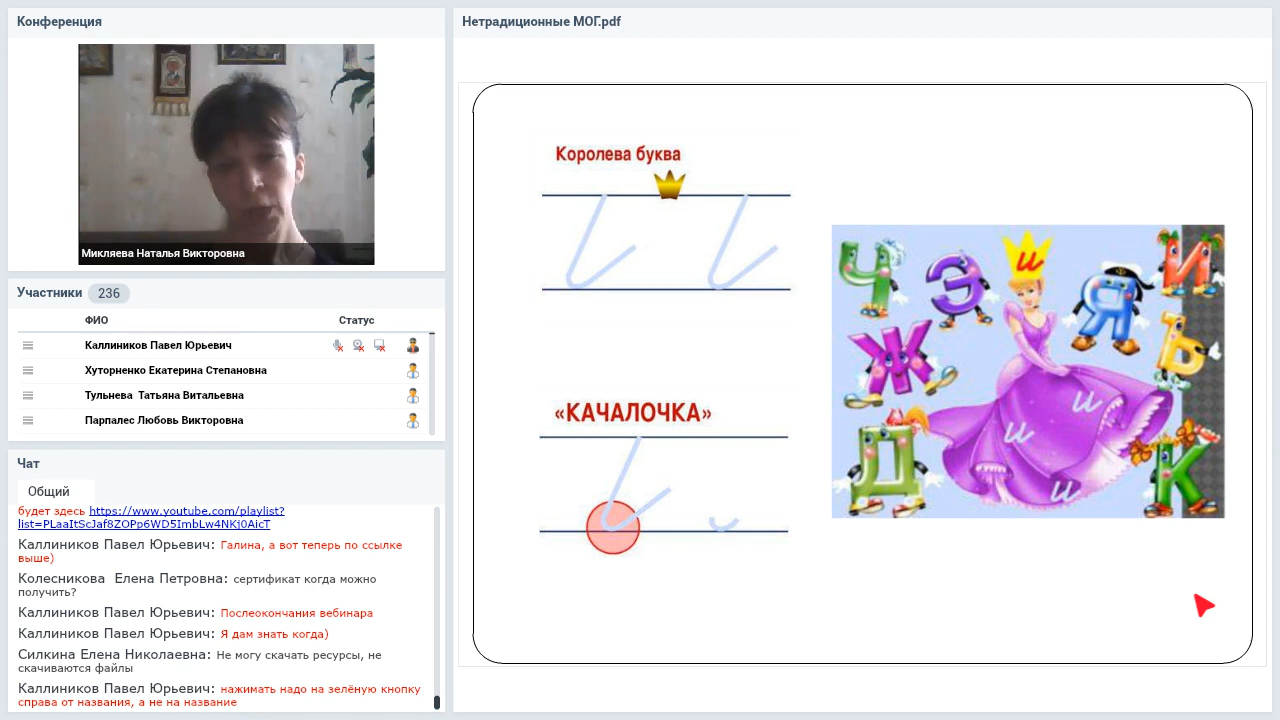 Конференция
Микляева Наталья Викторовна
Участники 236
ФИО Статус
Каллиников Павел Юрьевич
Хуторненко Екатерина Степановна
Тульнева Татьяна Витальевна
Парпалес Любовь Викторовна
Чат
Общий
будет здесь https://www.youtube.com/playlist?
list=PLaaItScJaf8ZOPp6WD5ImbLw4NKj0AicT
Каллиников Павел Юрьевич: Галина, а вот теперь по ссылке
выше)
Колесникова Елена Петровна: сертификат когда можно
получить?
Каллиников Павел Юрьевич: Послеокончания вебинара
Каллиников Павел Юрьевич: Я дам знать когда)
Силкина Елена Николаевна: Не могу скачать ресурсы, не
скачиваются файлы
Каллиников Павел Юрьевич: нажимать надо на зелёную кнопку
справа от названия, а не на название
Нетрадиционные МОГ.pdf
Королева буква
«КАЧАЛОЧКА»
Ч Э и Я И
Ж Ь
и
и
Д и К